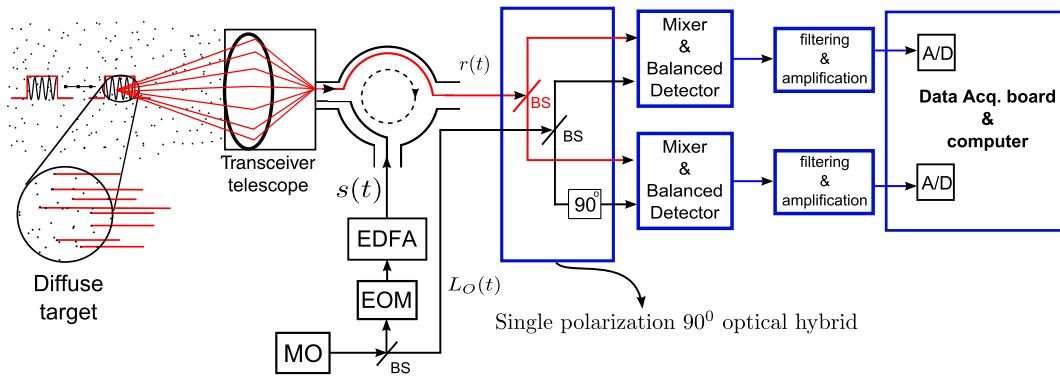 Diffuse
target
Transceiver
telescope
r(t)
s(t)
EDFA
EOM
MO
BS
L_O(t)
BS
BS
90°
Single polarization 90⁰ optical hybrid
Mixer
&
Balanced
Detector
Mixer
&
Balanced
Detector
filtering
&
amplification
filtering
&
amplification
A/D
Data Acq. board
&
computer
A/D